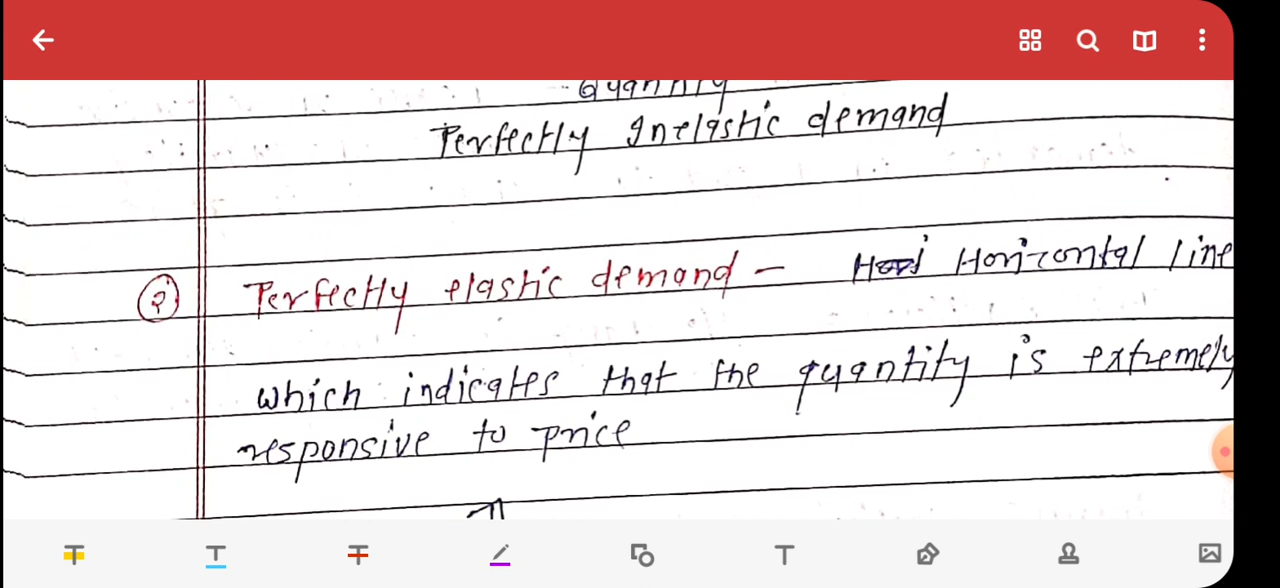 Quantity
Perfectly Inelastic demand
② Perfectly elastic demand — Hori Horizontal line
which indicates that the quantity is extremely
responsive to price
T T T T